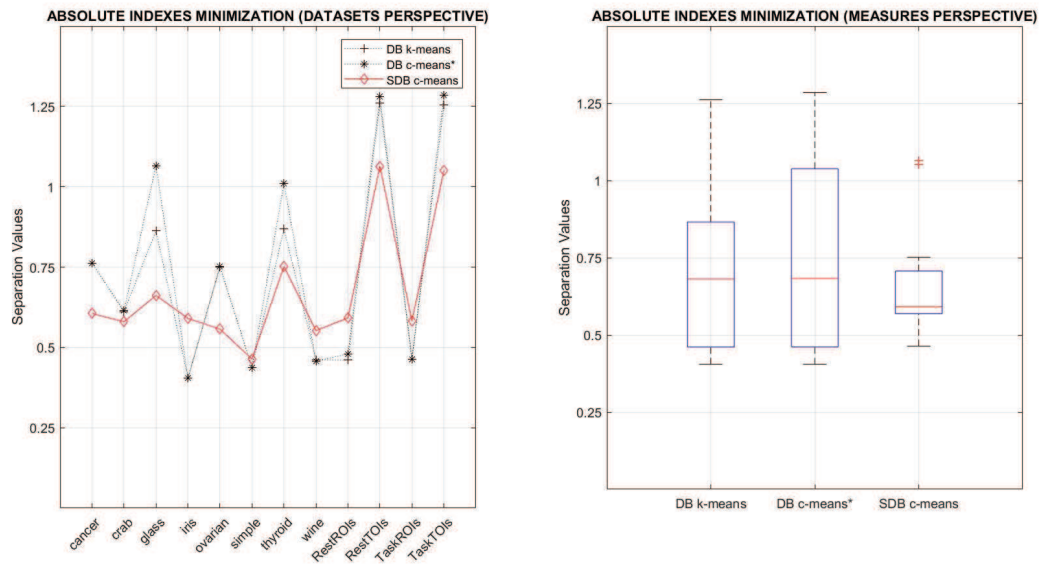 ABSOLUTE INDEXES MINIMIZATION (DATASETS PERSPECTIVE)
DB k-means
DB c-means*
SDB c-means
1.25
1
0.75
0.5
0.25
Separation Values
cancer
crab
glass
iris
ovarian
simple
thyroid
wine
RestROIs
RestTOIs
TaskROIs
TaskTOIs
ABSOLUTE INDEXES MINIMIZATION (MEASURES PERSPECTIVE)
1.25
1
0.75
0.5
0.25
Separation Values
DB k-means
DB c-means*
SDB c-means